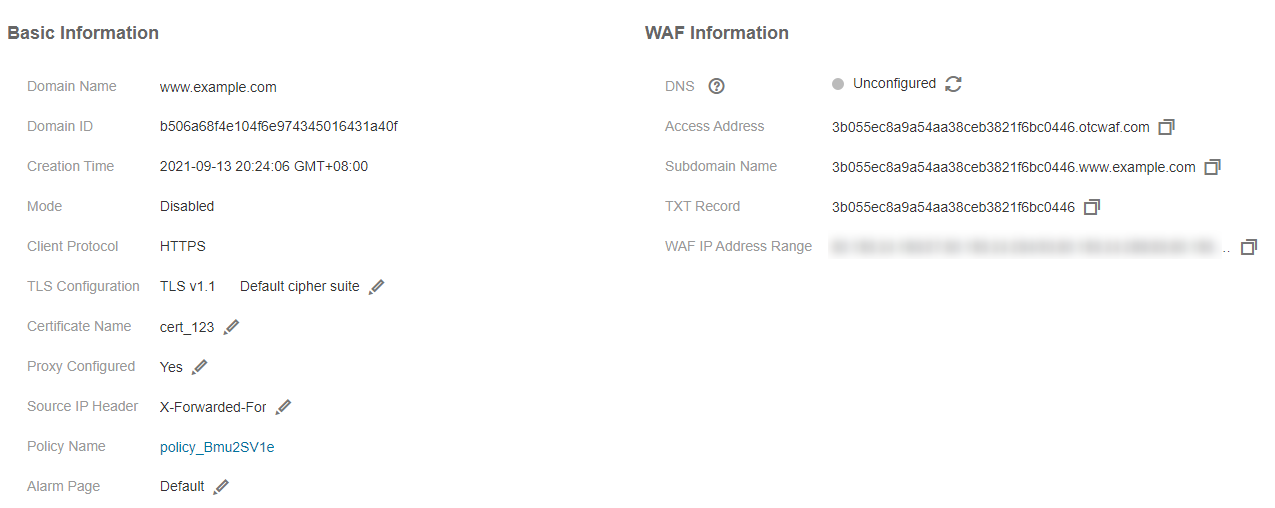 Basic Information
Domain Name www.example.com
Domain ID b506a68f4e104f6e974345016431a40f
Creation Time 2021-09-13 20:24:06 GMT+08:00
Mode Disabled
Client Protocol HTTPS
TLS Configuration TLS v1.1 Default cipher suite
Certificate Name cert_123
Proxy Configured Yes
Source IP Header X-Forwarded-For
Policy Name policy_Bmu2SV1e
Alarm Page Default
WAF Information
DNS ? Unconfigured
Access Address 3b055ec8a9a54aa38ceb3821f6bc0446.otcwaf.com
Subdomain Name 3b055ec8a9a54aa38ceb3821f6bc0446.www.example.com
TXT Record 3b055ec8a9a54aa38ceb3821f6bc0446
WAF IP Address Range ..